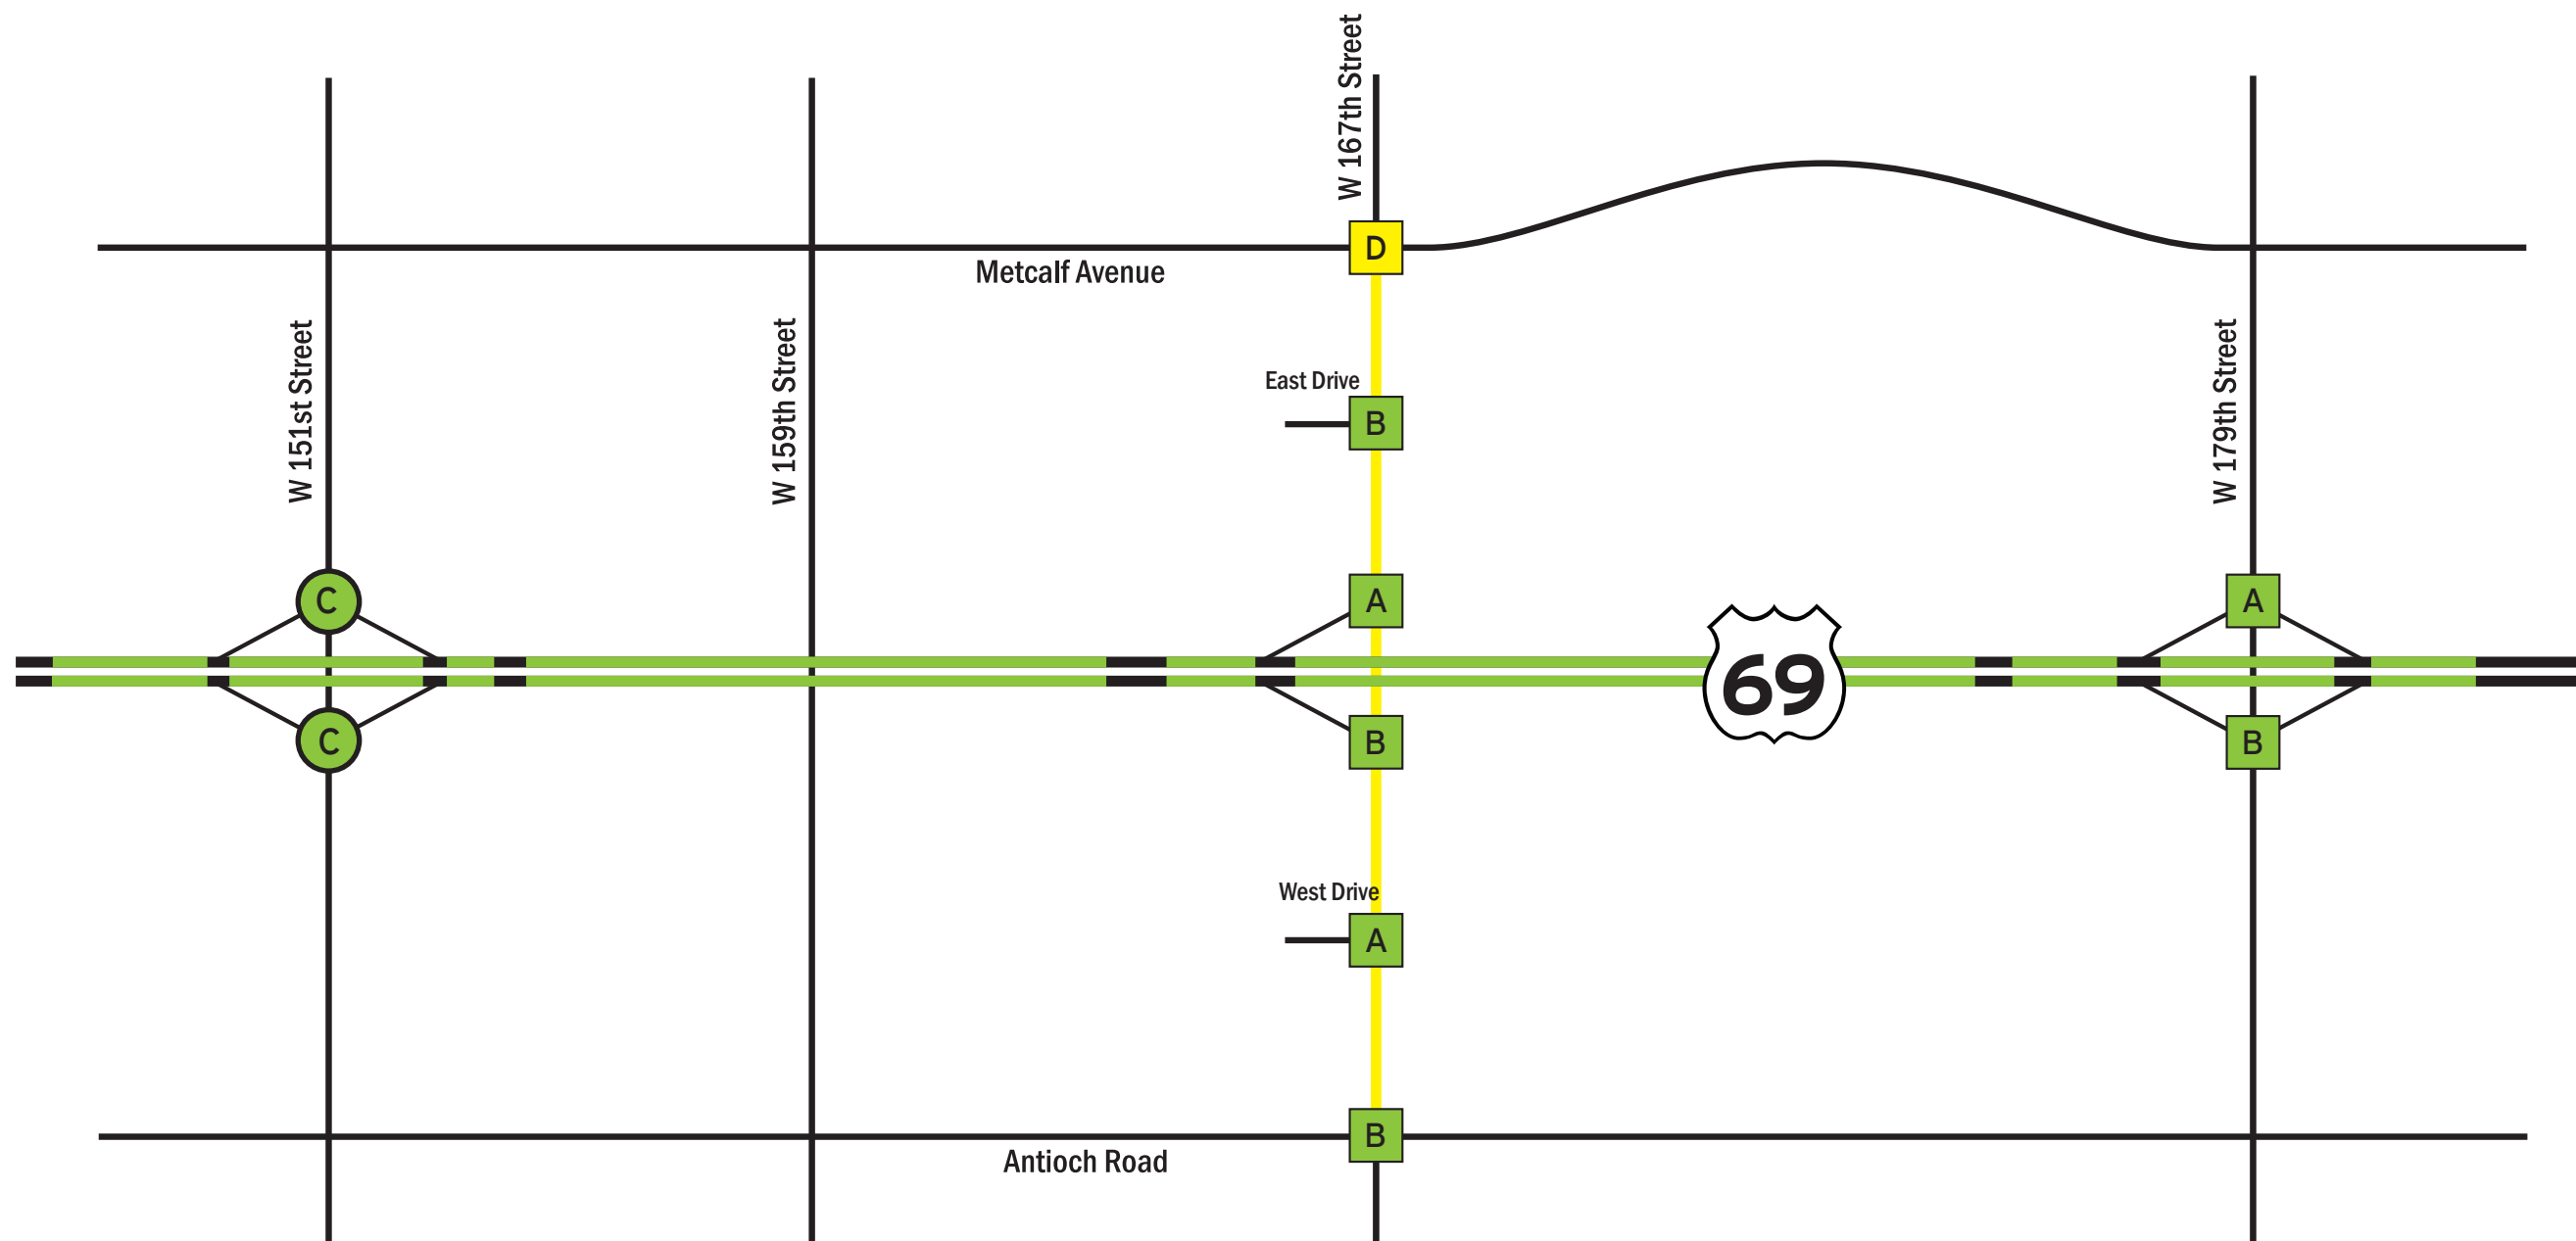 W 167th Street
D
Metcalf Avenue
W 151st Street
W 159th Street
East Drive
B
W 179th Street
C
A
A
69
C
B
B
West Drive
A
B
Antioch Road